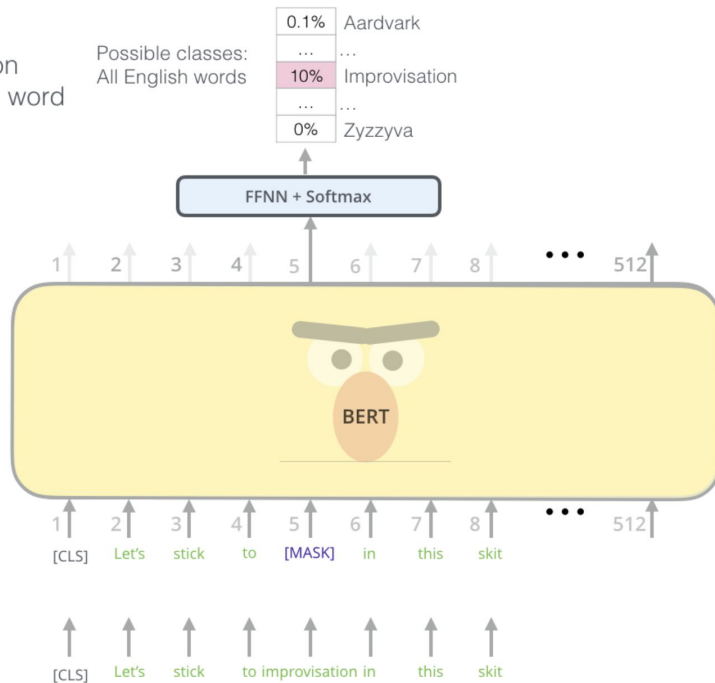 0.1% Aardvark
... ...
on
Possible classes:
word
All English words
10% Improvisation
... ...
0% Zyzzyva
FFNN + Softmax
1 2 3 4 5 6 7 8 ... 512
BERT
1 2 3 4 5 6 7 8 ... 512
[CLS] Let's stick to [MASK] in this skit
[CLS] Let's stick to improvisation in this skit